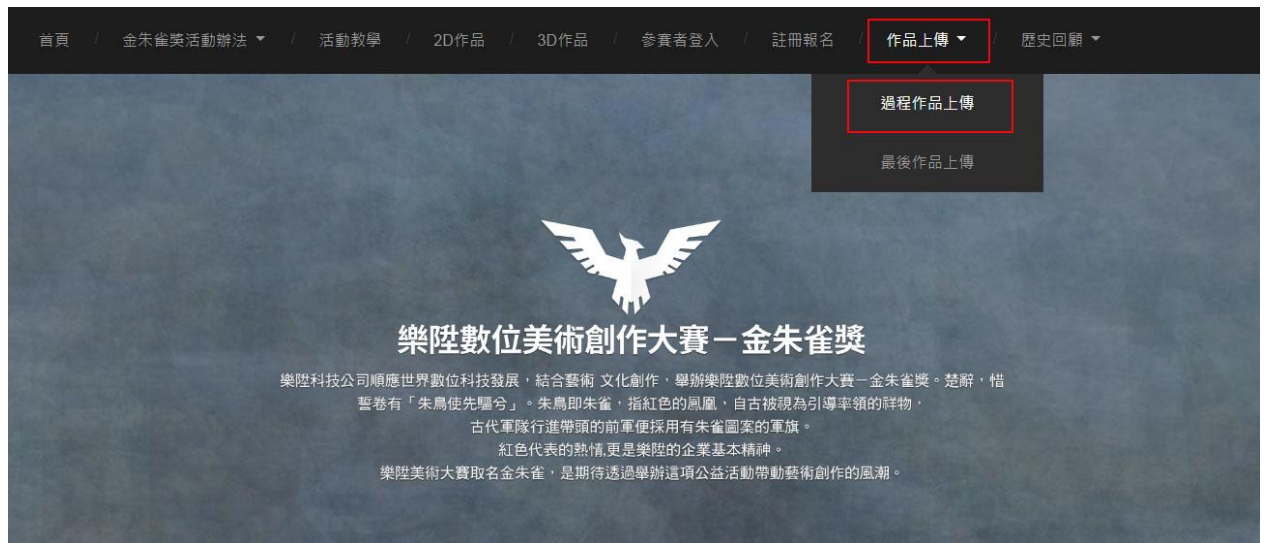 首頁 / 金朱雀獎活動辦法 / 活動教學 / 2D作品 / 3D作品 / 參賽者登入 / 註冊報名 / 作品上傳 / 歷史回顧
過程作品上傳
最後作品上傳
樂陞數位美術創作大賽－金朱雀獎
樂陞科技公司順應世界數位科技發展，結合藝術 文化創作，舉辦樂陞數位美術創作大賽－金朱雀獎。楚辭，惜
誓卷有「朱鳥使先驅兮」。朱鳥即朱雀，指紅色的鳳凰，自古被視為引導率領的祥物，
古代軍隊行進帶頭的前軍便採用有朱雀圖案的軍旗。
紅色代表的熱情,更是樂陞的企業基本精神。
樂陞美術大賽取名金朱雀，是期待透過舉辦這項公益活動帶動藝術創作的風潮。